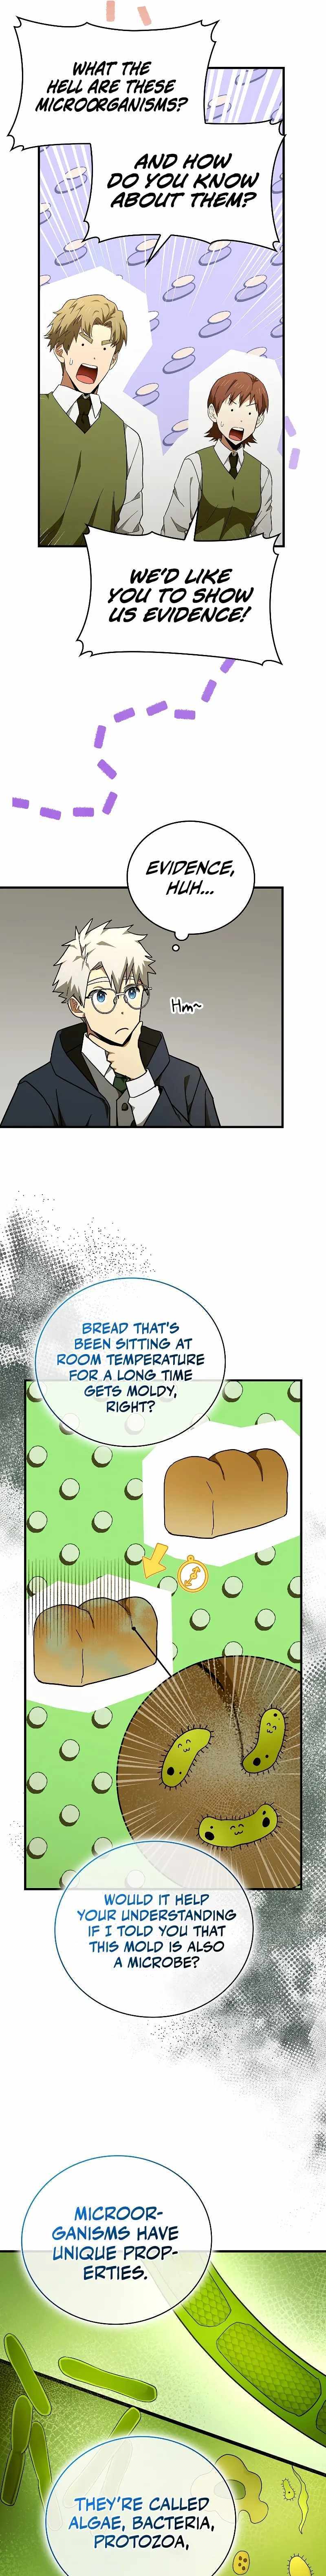 WHAT THE
HELL ARE THESE
MICROORGANISMS?
AND HOW
DO YOU KNOW
ABOUT THEM?
WE'D LIKE
YOU TO SHOW
US EVIDENCE!
EVIDENCE,
HUH...
Hm~
BREAD THAT'S
BEEN SITTING AT
ROOM TEMPERATURE
FOR A LONG TIME
GETS MOLDY,
RIGHT?
WOULD IT HELP
YOUR UNDERSTANDING
IF I TOLD YOU THAT
THIS MOLD IS ALSO
A MICROBE?
MICROOR-
GANISMS HAVE
UNIQUE PROP-
ERTIES.
THEY'RE CALLED
ALGAE, BACTERIA,
PROTOZOA,